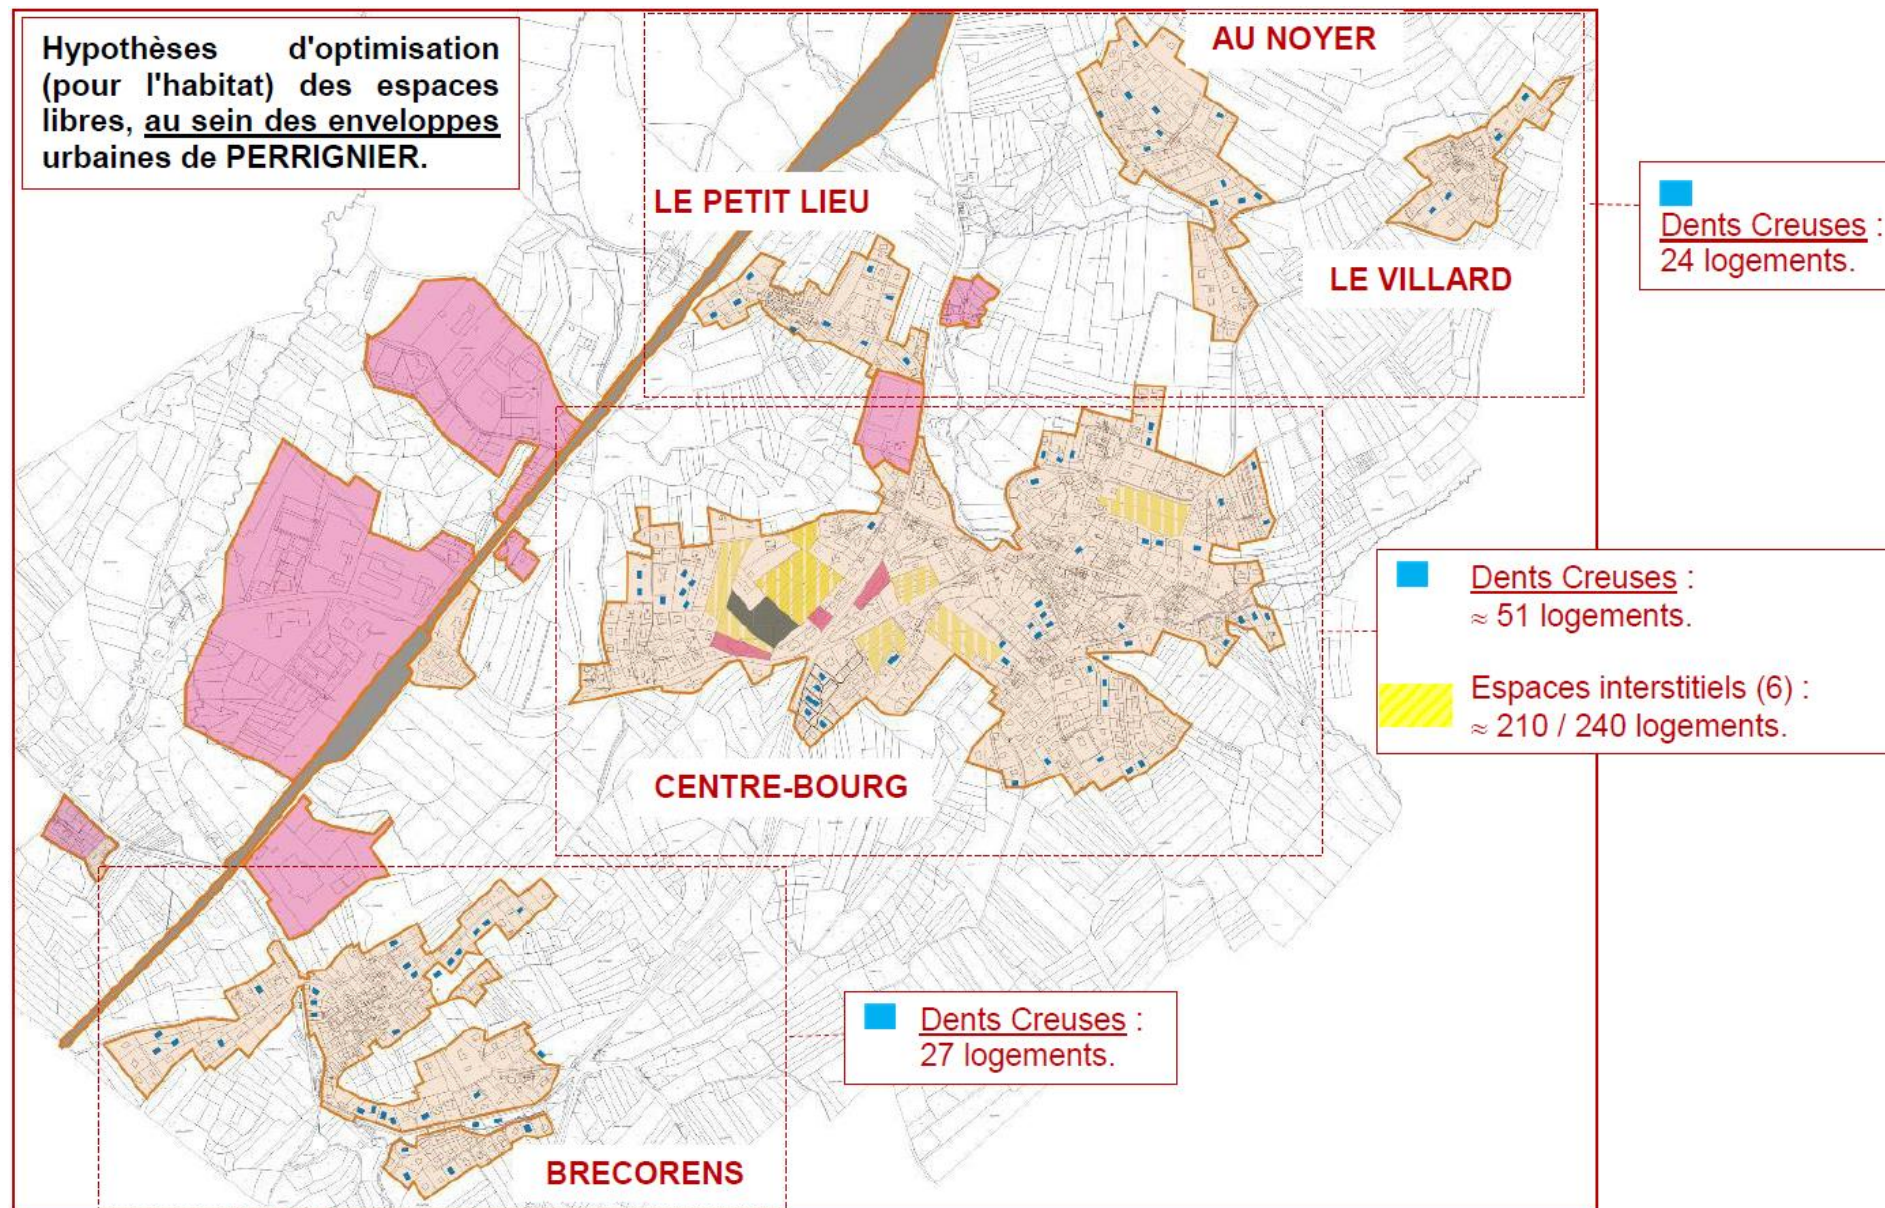 Hypothèses d'optimisation
(pour l'habitat) des espaces
libres, au sein des enveloppes
urbaines de PERRIGNIER.
AU NOYER
LE PETIT LIEU
LE VILLARD
Dents Creuses :
24 logements.
Dents Creuses :
≈ 51 logements.
Espaces interstitiels (6) :
≈ 210 / 240 logements.
CENTRE-BOURG
Dents Creuses :
27 logements.
BRECORENS